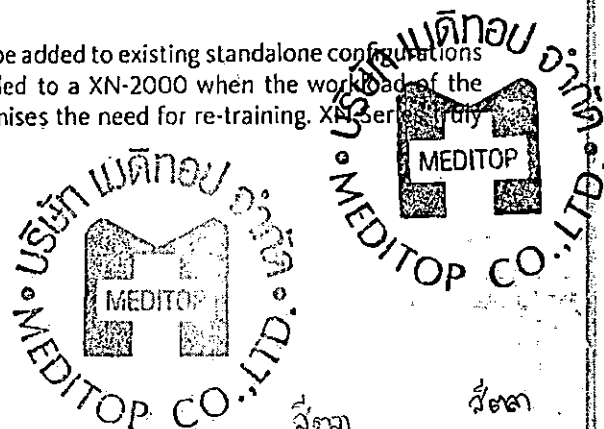 be added to existing standalone configurations
ded to a XN-2000 when the workload of the
nises the need for re-training. XN-Series truly
บริษัท เมดิทอป จำกัด
MEDITOP
MEDITOP CO.,LTD.
บริษัท เมดิทอป จำกัด
MEDITOP
MEDITOP CO.,LTD.